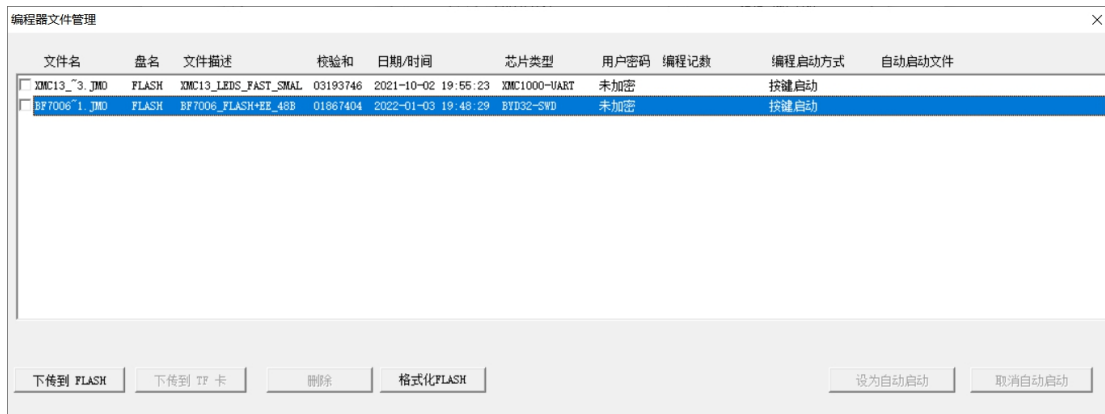 编程器文件管理
文件名 盘名 文件描述 校验和 日期/时间 芯片类型 用户密码 编程记数 编程启动方式 自动启动文件
XMC13_~3.JMO FLASH XMC13_LEDS_FAST_SMAL 03193746 2021-10-02 19:55:23 XMC1000-UART 未加密 按键启动
BF7006~1.JMO FLASH BF7006_FLASH+EE_48B 01867404 2022-01-03 19:48:29 BYD32-SWD 未加密 按键启动
下传到 FLASH 下传到 TF 卡 删除 格式化FLASH 设为自动启动 取消自动启动